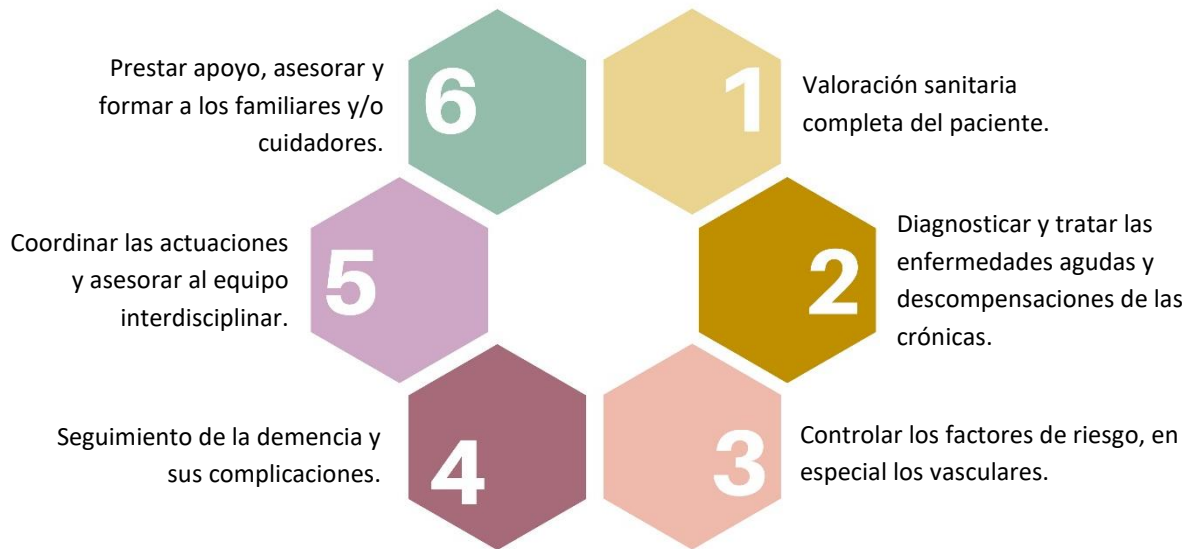 1
Valoración sanitaria
completa del paciente.
2
Diagnosticar y tratar las
enfermedades agudas y
descompensaciones de las
crónicas.
3
Controlar los factores de riesgo, en
especial los vasculares.
4
Seguimiento de la demencia y
sus complicaciones.
5
Coordinar las actuaciones
y asesorar al equipo
interdisciplinar.
6
Prestar apoyo, asesorar y
formar a los familiares y/o
cuidadores.